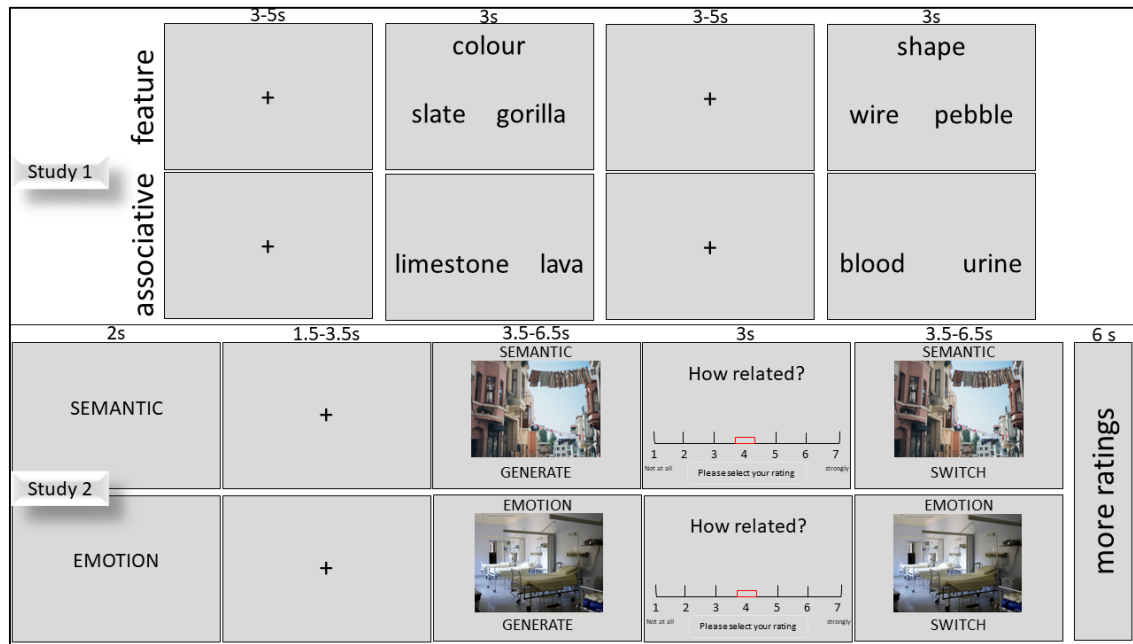 3-5s 3s 3-5s 3s
feature
colour
shape
+
slate gorilla
+
wire pebble
Study 1
associative
+
limestone lava
+
blood urine
2s 1.5-3.5s 3.5-6.5s 3s 3.5-6.5s 6 s
SEMANTIC
+
SEMANTIC
GENERATE
How related?
1 2 3 4 5 6 7
Not at all Please select your rating strongly
SEMANTIC
SWITCH
more ratings
Study 2
EMOTION
+
EMOTION
GENERATE
How related?
1 2 3 4 5 6 7
Not at all Please select your rating strongly
EMOTION
SWITCH